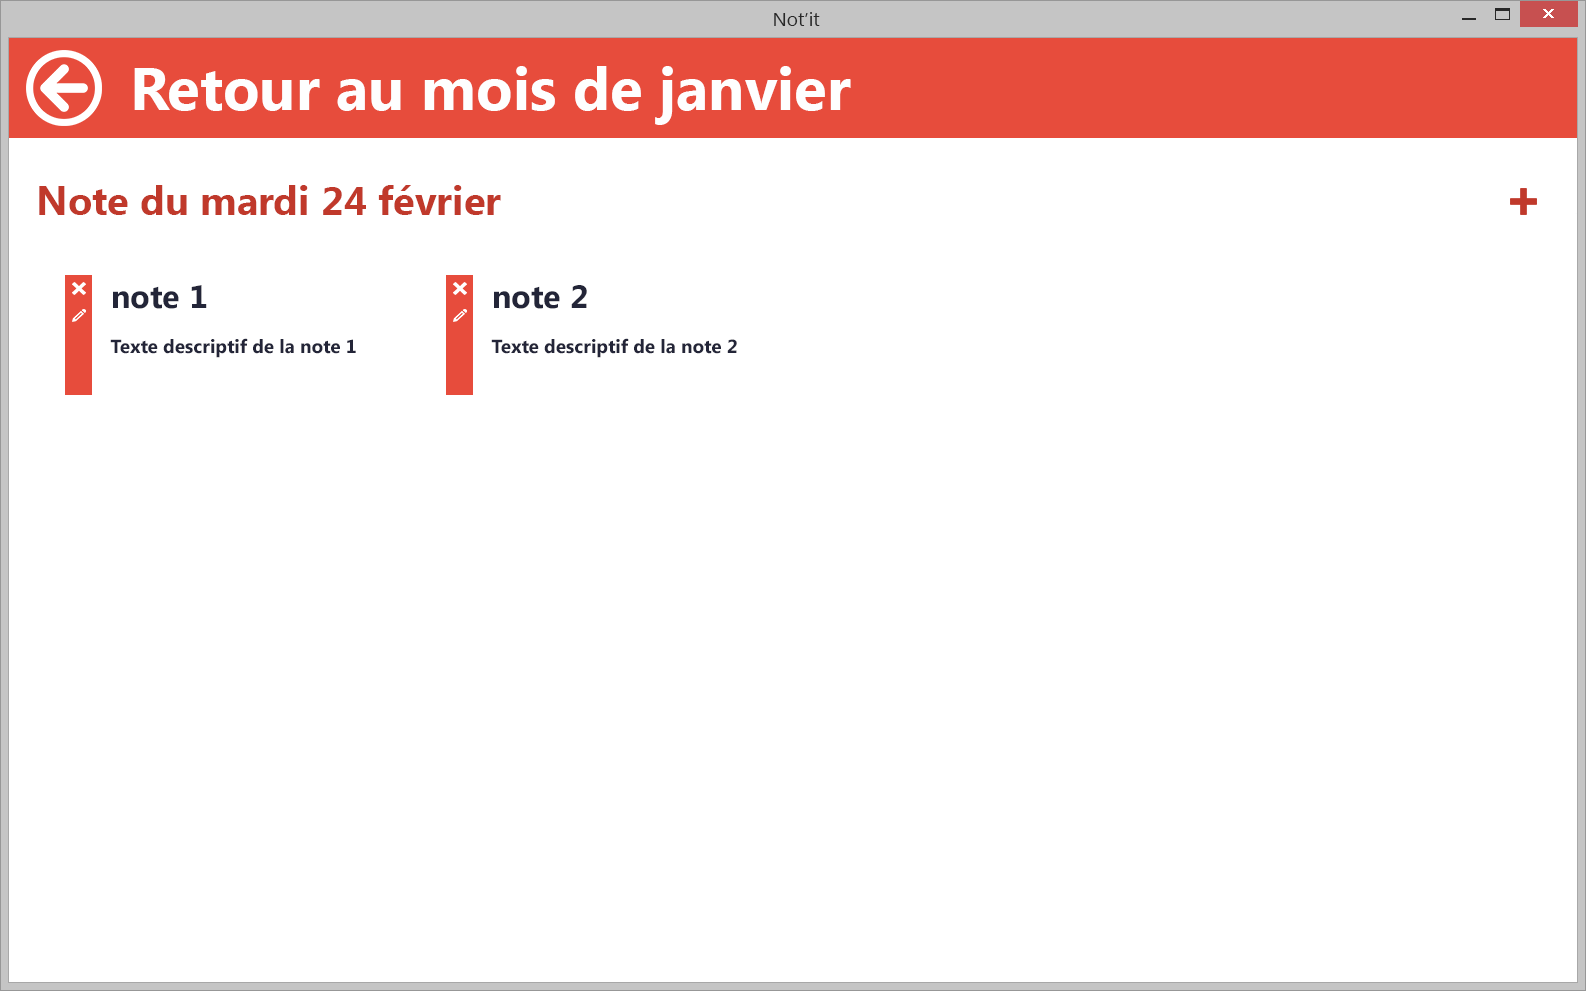 Not'it
Retour au mois de janvier
Note du mardi 24 février
note 1
Texte descriptif de la note 1
note 2
Texte descriptif de la note 2